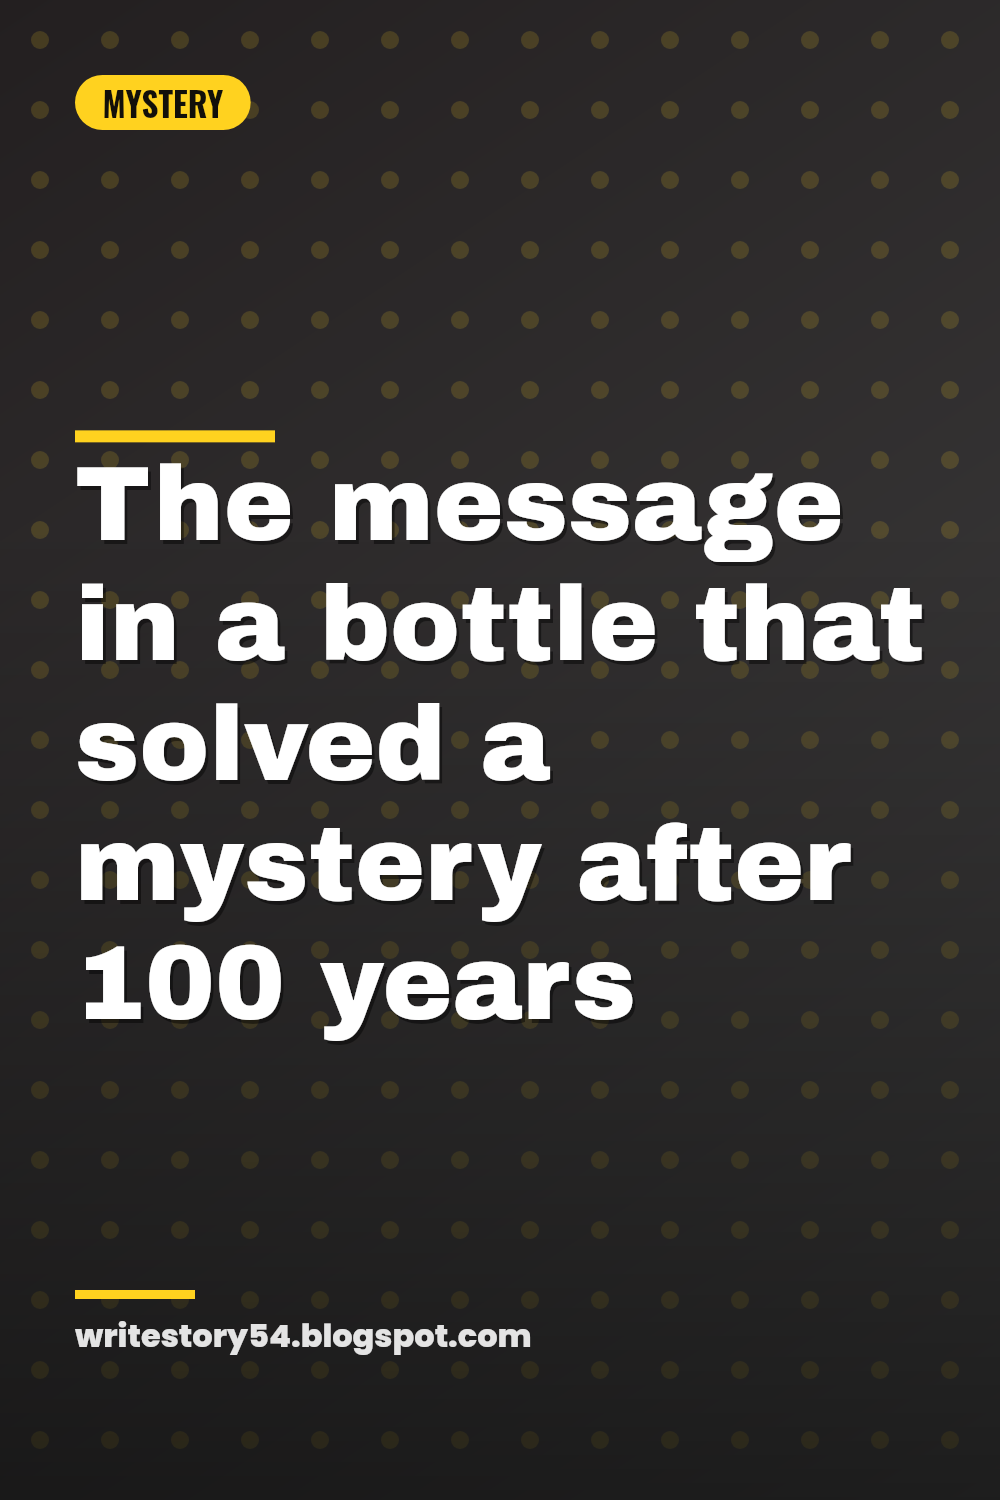 MYSTERY
The message
in a bottle that
solved a
mystery after
100 years
writestory54.blogspot.com